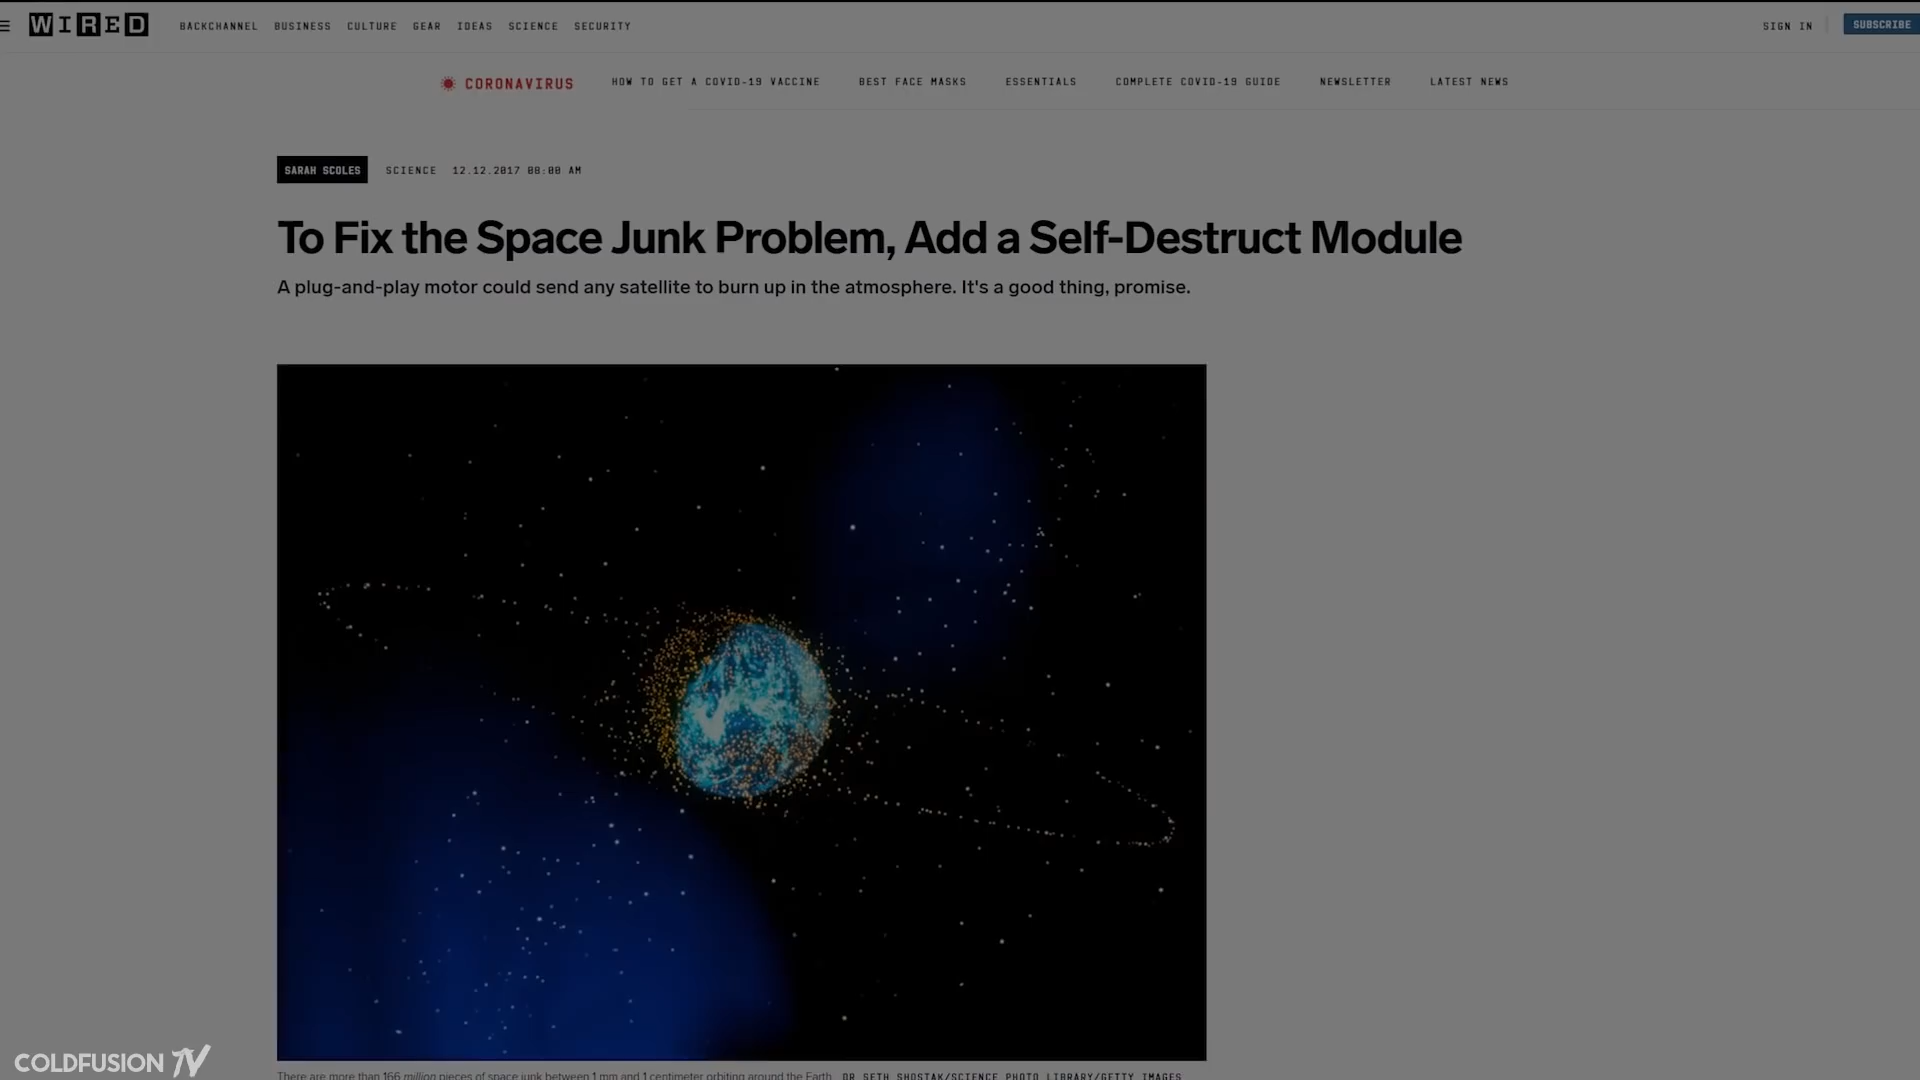 WIRED BACKCHANNEL BUSINESS CULTURE GEAR IDEAS SCIENCE SECURITY SIGN IN SUBSCRIBE
CORONAVIRUS HOW TO GET A COVID-19 VACCINE BEST FACE MASKS ESSENTIALS COMPLETE COVID-19 GUIDE NEWSLETTER LATEST NEWS
SARAH SCOLES SCIENCE 12.12.2017 08:00 AM
To Fix the Space Junk Problem, Add a Self-Destruct Module
A plug-and-play motor could send any satellite to burn up in the atmosphere. It's a good thing, promise.
There are more than 166 million pieces of space junk between 1 mm and 1 centimeter orbiting around the Earth. DR SETH SHOSTAK/SCIENCE PHOTO LIBRARY/GETTY IMAGES
COLDFUSION TV